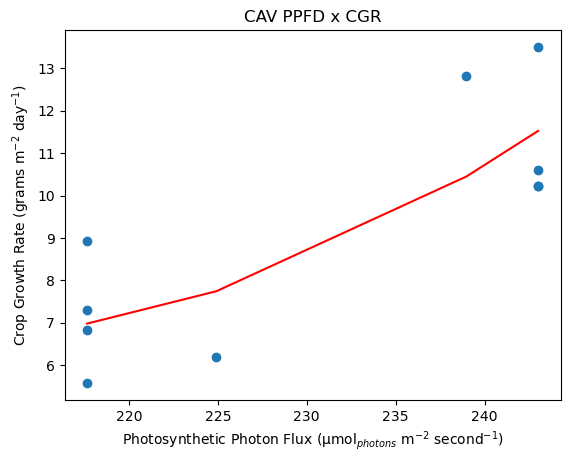 CAV PPFD x CGR
Crop Growth Rate (grams m⁻² day⁻¹)
13
12
11
10
9
8
7
6
220 225 230 235 240
Photosynthetic Photon Flux (μmol_photons m⁻² second⁻¹)